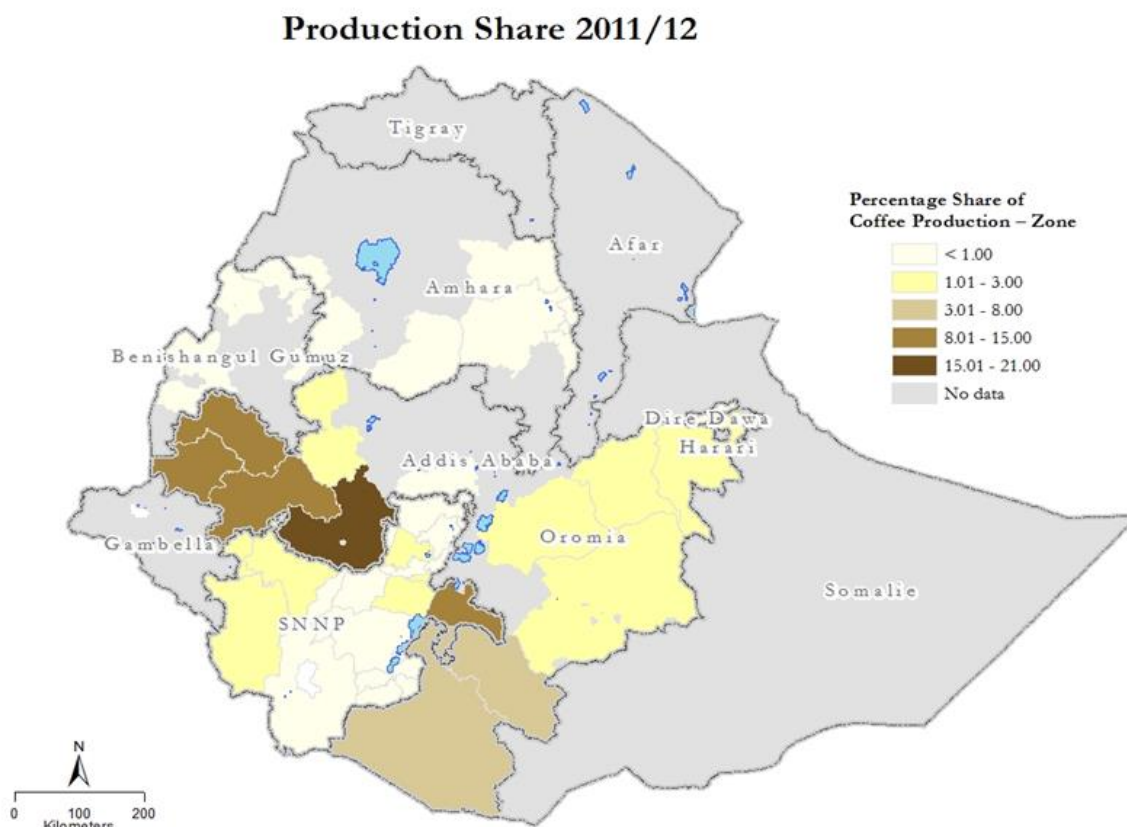 Production Share 2011/12
Tigray
Afar
Amhara
Benishangul Gumuz
Dire Dawa
Harari
Addis Ababa
Oromia
Gambella
Somalie
SNNP
Percentage Share of
Coffee Production – Zone
< 1.00
1.01 - 3.00
3.01 - 8.00
8.01 - 15.00
15.01 - 21.00
No data
N
0 100 200
Kilometers